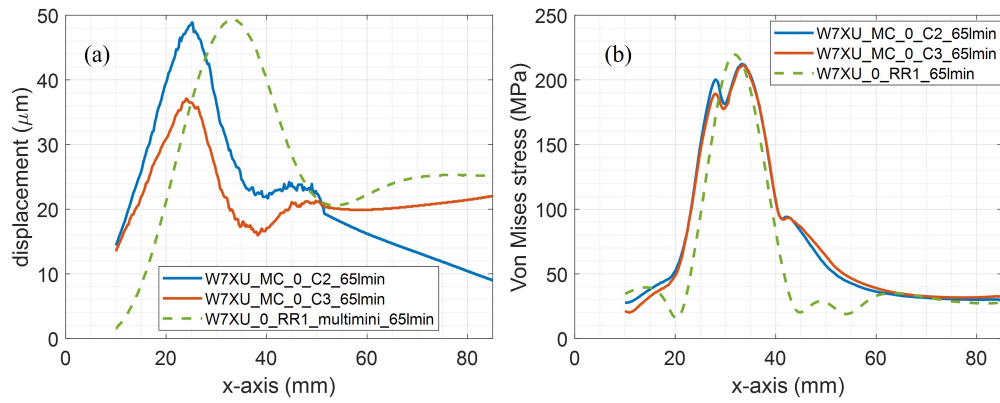 (a)
displacement (μm)
50
40
30
20
10
0
W7XU_MC_0_C2_65lmin
W7XU_MC_0_C3_65lmin
W7XU_0_RR1_multimini_65lmin
0 20 40 60 80
x-axis (mm)
(b)
Von Mises stress (MPa)
250
200
150
100
50
0
W7XU_MC_0_C2_65lmin
W7XU_MC_0_C3_65lmin
W7XU_0_RR1_65lmin
0 20 40 60 80
x-axis (mm)